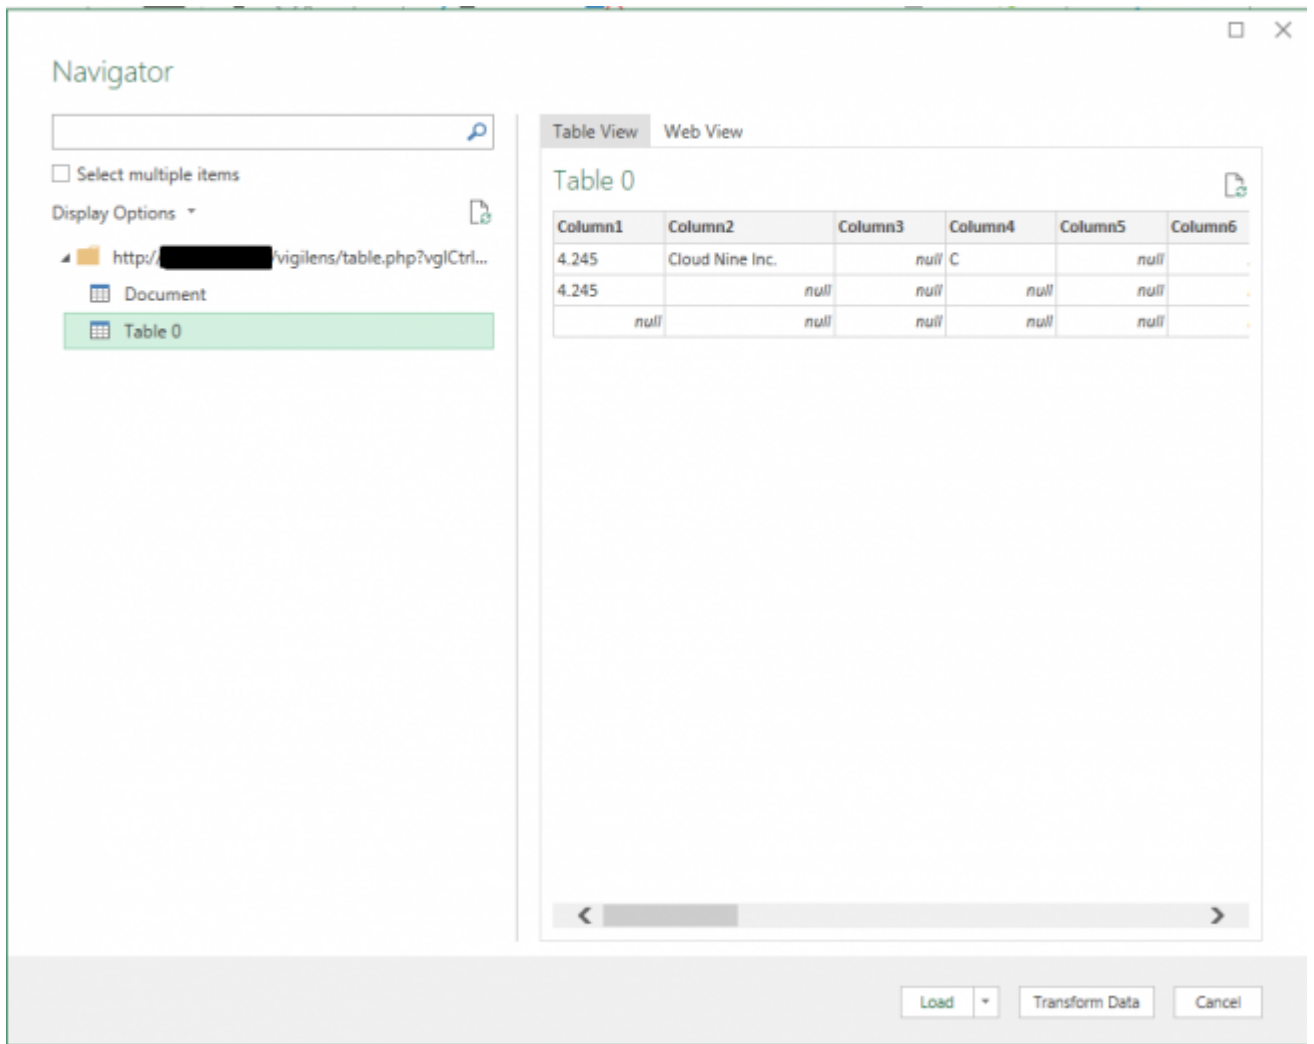 Navigator
Select multiple items
Display Options
http:/ /vigilens/table.php?vglCtrl...
Document
Table 0
Table View Web View
Table 0
Column1 Column2 Column3 Column4 Column5 Column6
4.245 Cloud Nine Inc. null C null
4.245 null null null null
null null null null null
Load Transform Data Cancel